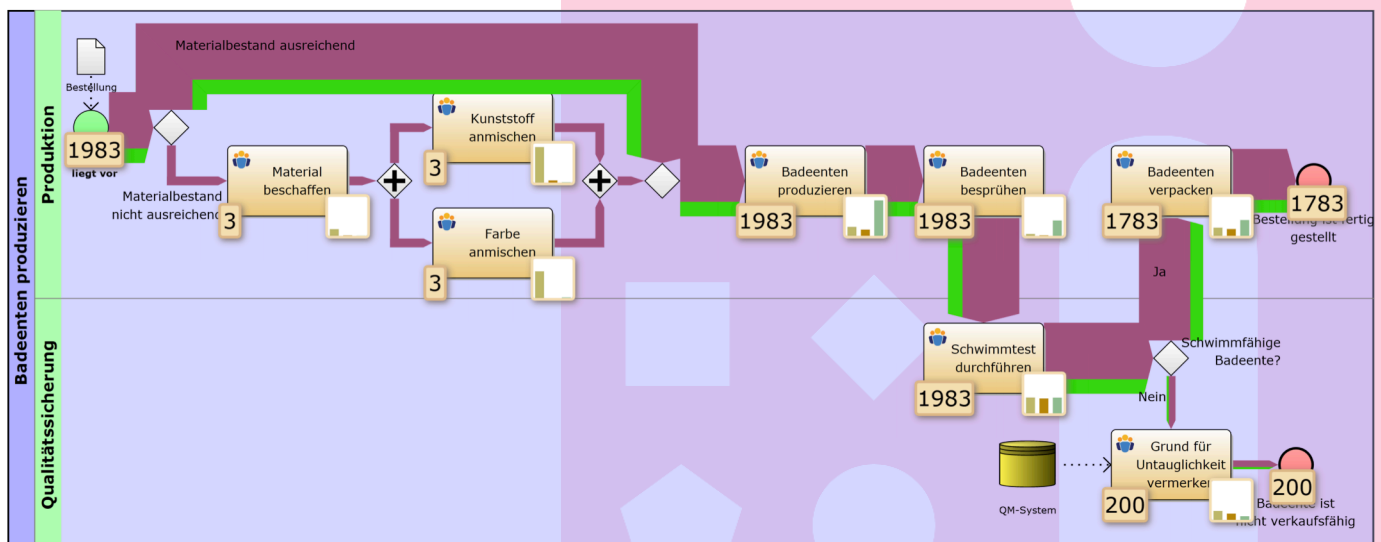 Badeenten produzieren
Produktion
Qualitätssicherung
Bestellung
1983
liegt vor
Materialbestand ausreichend
Materialbestand
nicht ausreichend
Material
beschaffen
3
Kunststoff
anmischen
3
Farbe
anmischen
3
Badeenten
produzieren
1983
Badeenten
besprühen
1983
Badeenten
verpacken
1783
1783
Bestellung ist fertig
gestellt
Ja
Schwimmtest
durchführen
1983
Schwimmfähige
Badeente?
Nein
QM-System
Grund für
Untauglichkeit
vermerken
200
200
Badeente ist
nicht verkaufsfähig